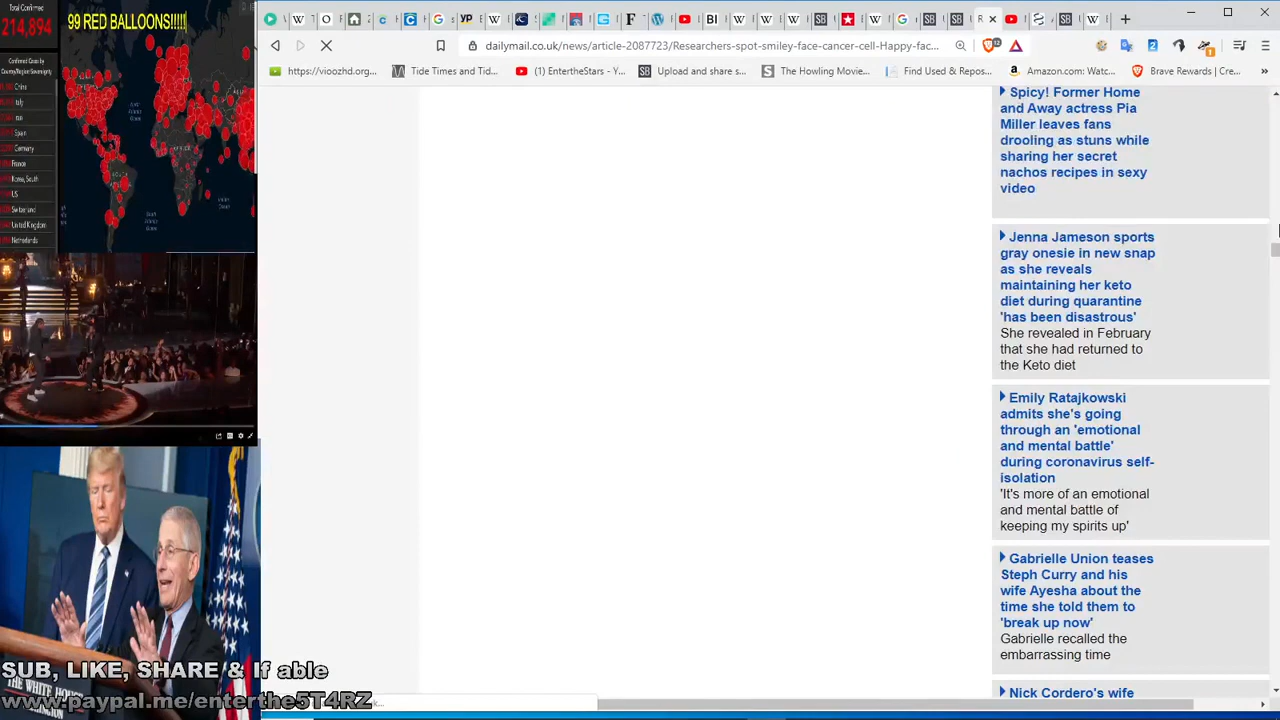 Total Confirmed
214,894
99 RED BALLOONS!!!!!
Confirmed Cases by
Country/Region/Sovereignty
China
Italy
Iran
Spain
Germany
France
Korea, South
US
Switzerland
United Kingdom
Netherlands
dailymail.co.uk/news/article-2087723/Researchers-spot-smiley-face-cancer-cell-Happy-fac...
https://vioozhd.org...
Tide Times and Tid...
(1) EntertheStars - Y...
Upload and share s...
The Howling Movie...
Find Used & Repos...
Amazon.com: Watc...
Brave Rewards | Cre...
Spicy! Former Home
and Away actress Pia
Miller leaves fans
drooling as stuns while
sharing her secret
nachos recipes in sexy
video
Jenna Jameson sports
gray onesie in new snap
as she reveals
maintaining her keto
diet during quarantine
'has been disastrous'
She revealed in February
that she had returned to
the Keto diet
Emily Ratajkowski
admits she's going
through an 'emotional
and mental battle'
during coronavirus self-
isolation
'It's more of an emotional
and mental battle of
keeping my spirits up'
Gabrielle Union teases
Steph Curry and his
wife Ayesha about the
time she told them to
'break up now'
Gabrielle recalled the
embarrassing time
Nick Cordero's wife
THE WHITE HOUSE
SUB, LIKE, SHARE & If able
www.paypal.me/enterthe5T4RZ